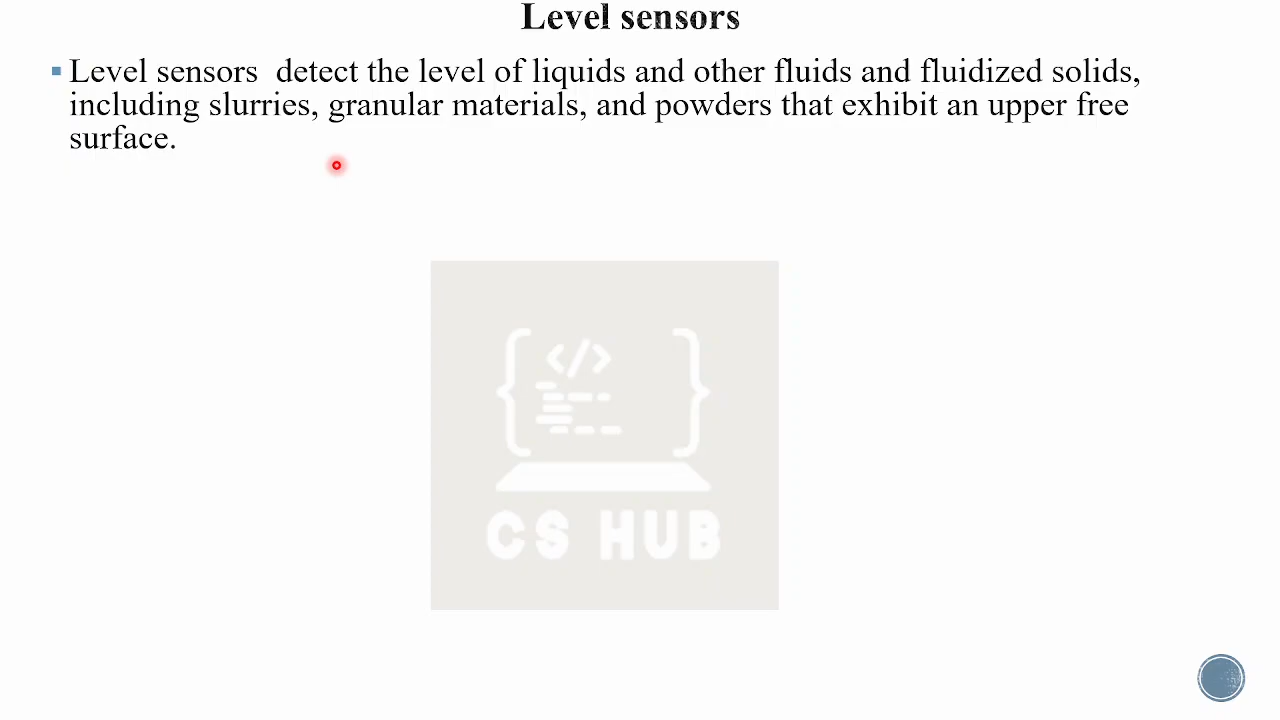 Level sensors
Level sensors  detect the level of liquids and other fluids and fluidized solids,
including slurries, granular materials, and powders that exhibit an upper free
surface.
</>
CS HUB